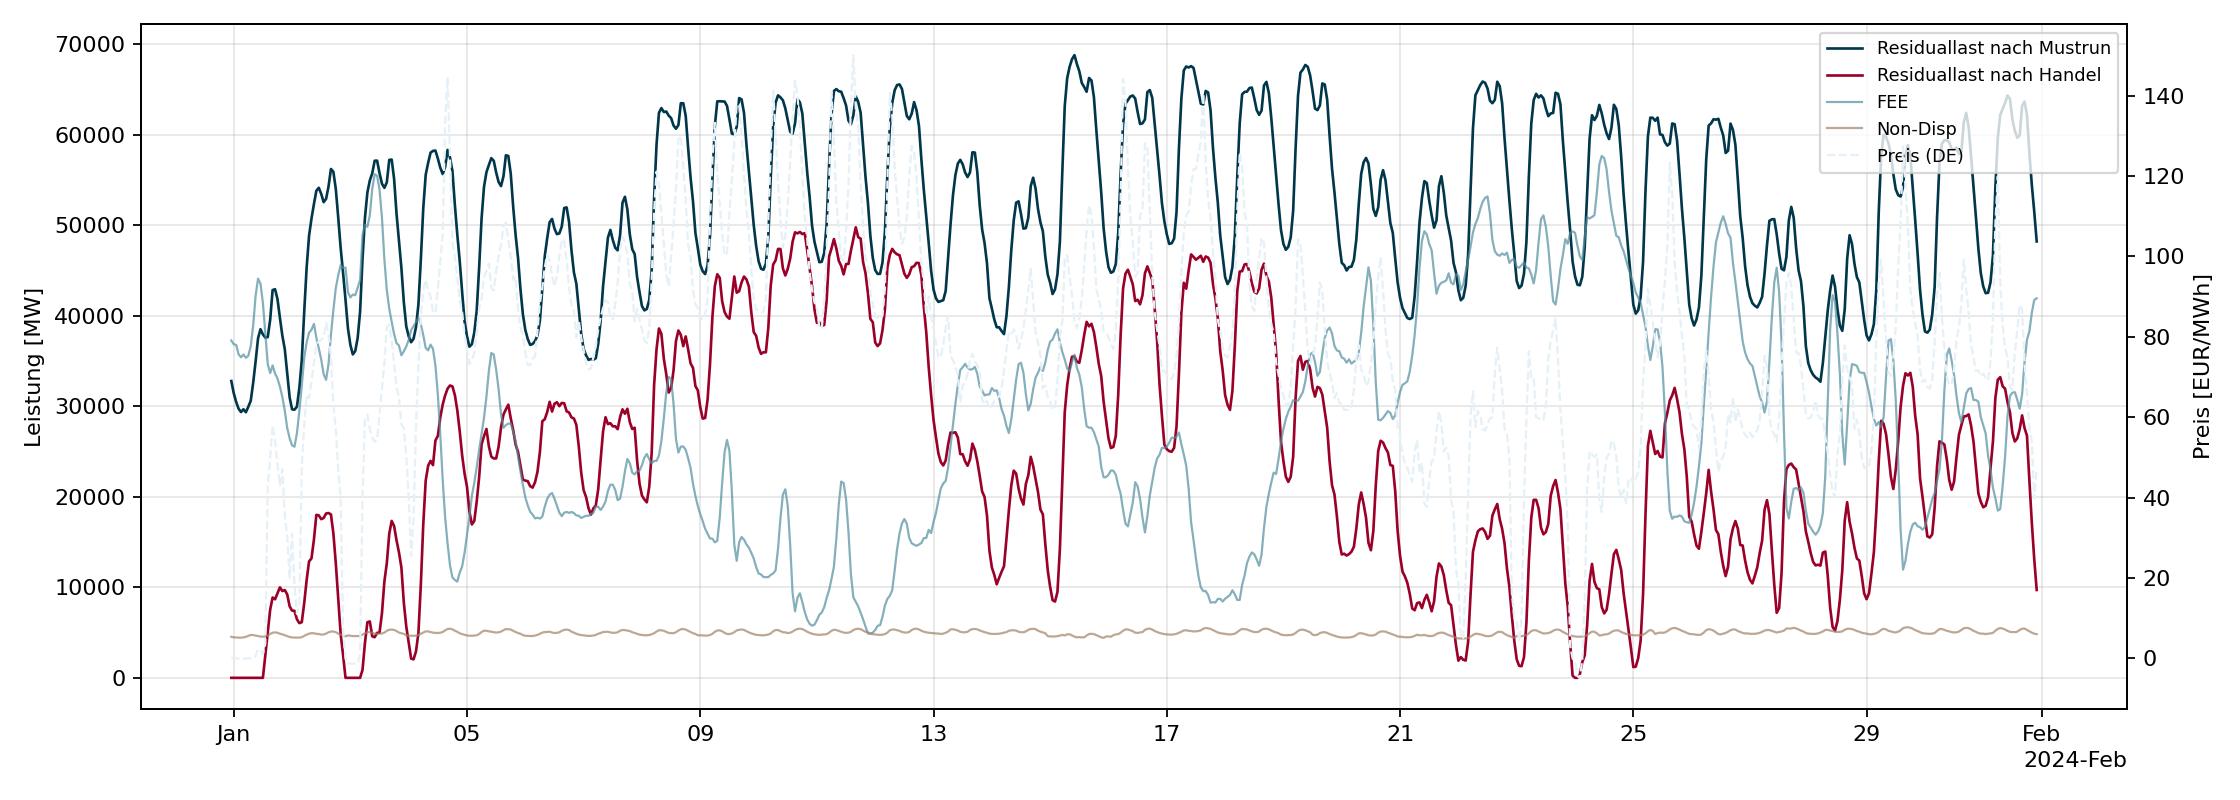 70000
60000
50000
40000
30000
20000
10000
0
Leistung [MW]
Residuallast nach Mustrun
Residuallast nach Handel
FEE
Non-Disp
Preis (DE)
140
120
100
80
60
40
20
0
Preis [EUR/MWh]
Jan
05
09
13
17
21
25
29
Feb
2024-Feb